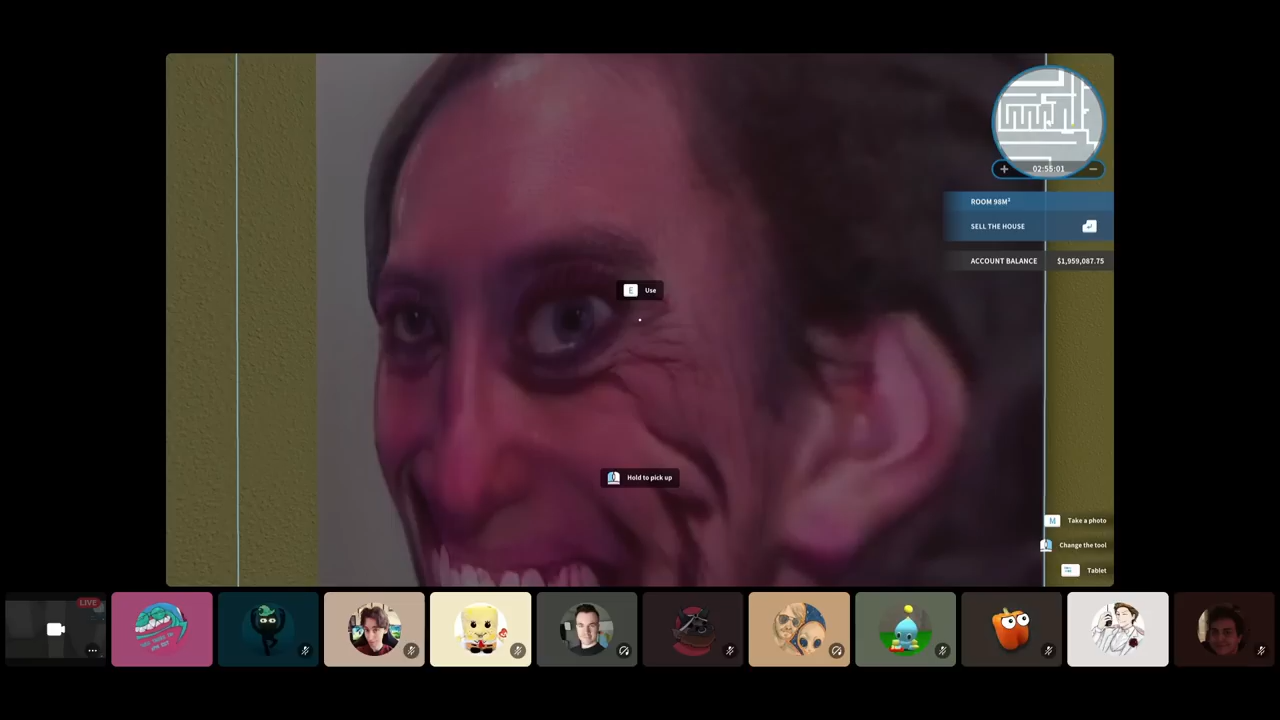 02:55:01
ROOM 98M²
SELL THE HOUSE
ACCOUNT BALANCE $1,959,087.75
E Use
Hold to pick up
M Take a photo
Change the tool
Tablet
LIVE